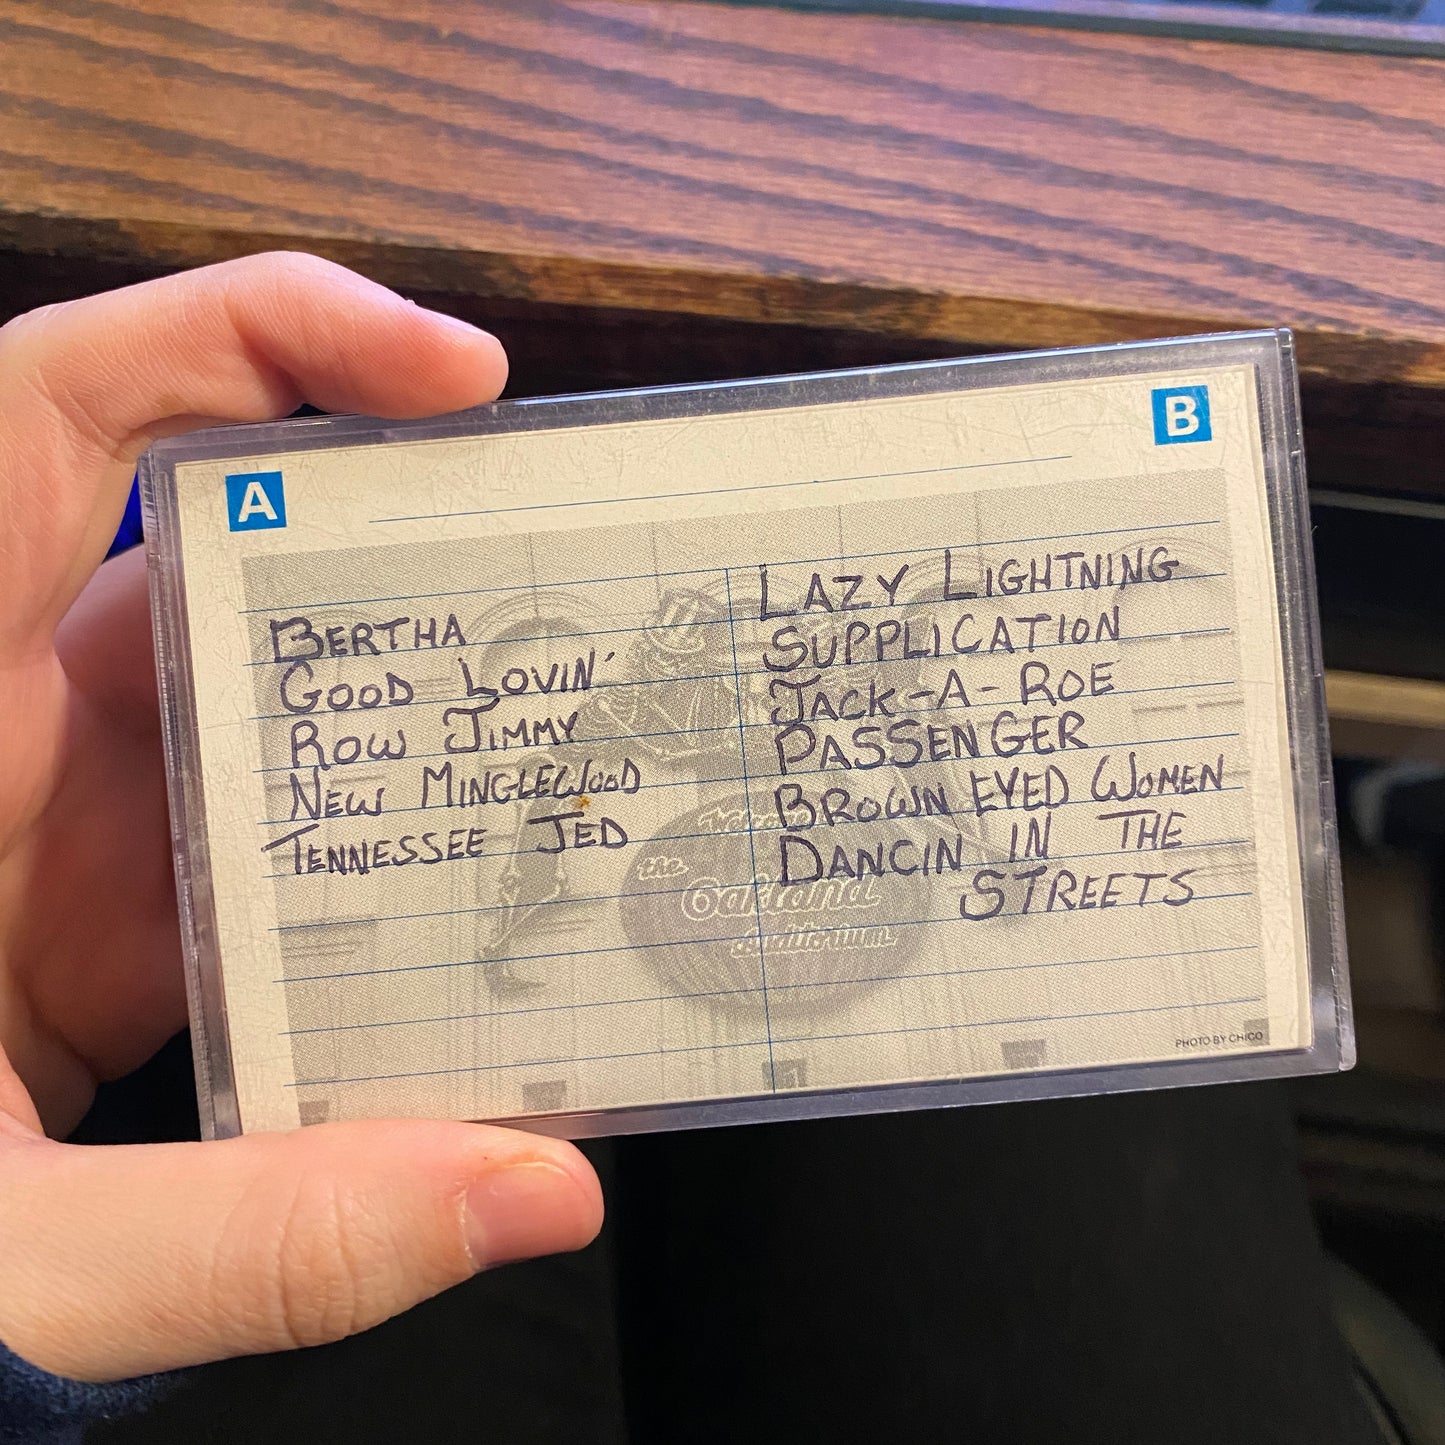 A
B
BERTHA
GOOD LOVIN'
ROW JIMMY
NEW MINGLEWOOD
TENNESSEE JED
LAZY LIGHTNING
SUPPLICATION
JACK-A-ROE
PASSENGER
BROWN EYED WOMEN
DANCIN IN THE
STREETS
Welcome
the
Oakland
Auditorium
PHOTO BY CHICO